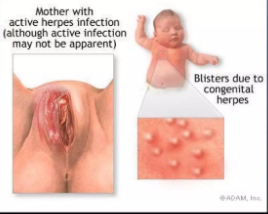 Mother with
active herpes infection
(although active infection
may not be apparent)
Blisters due to
congenital
herpes
©ADAM, Inc.